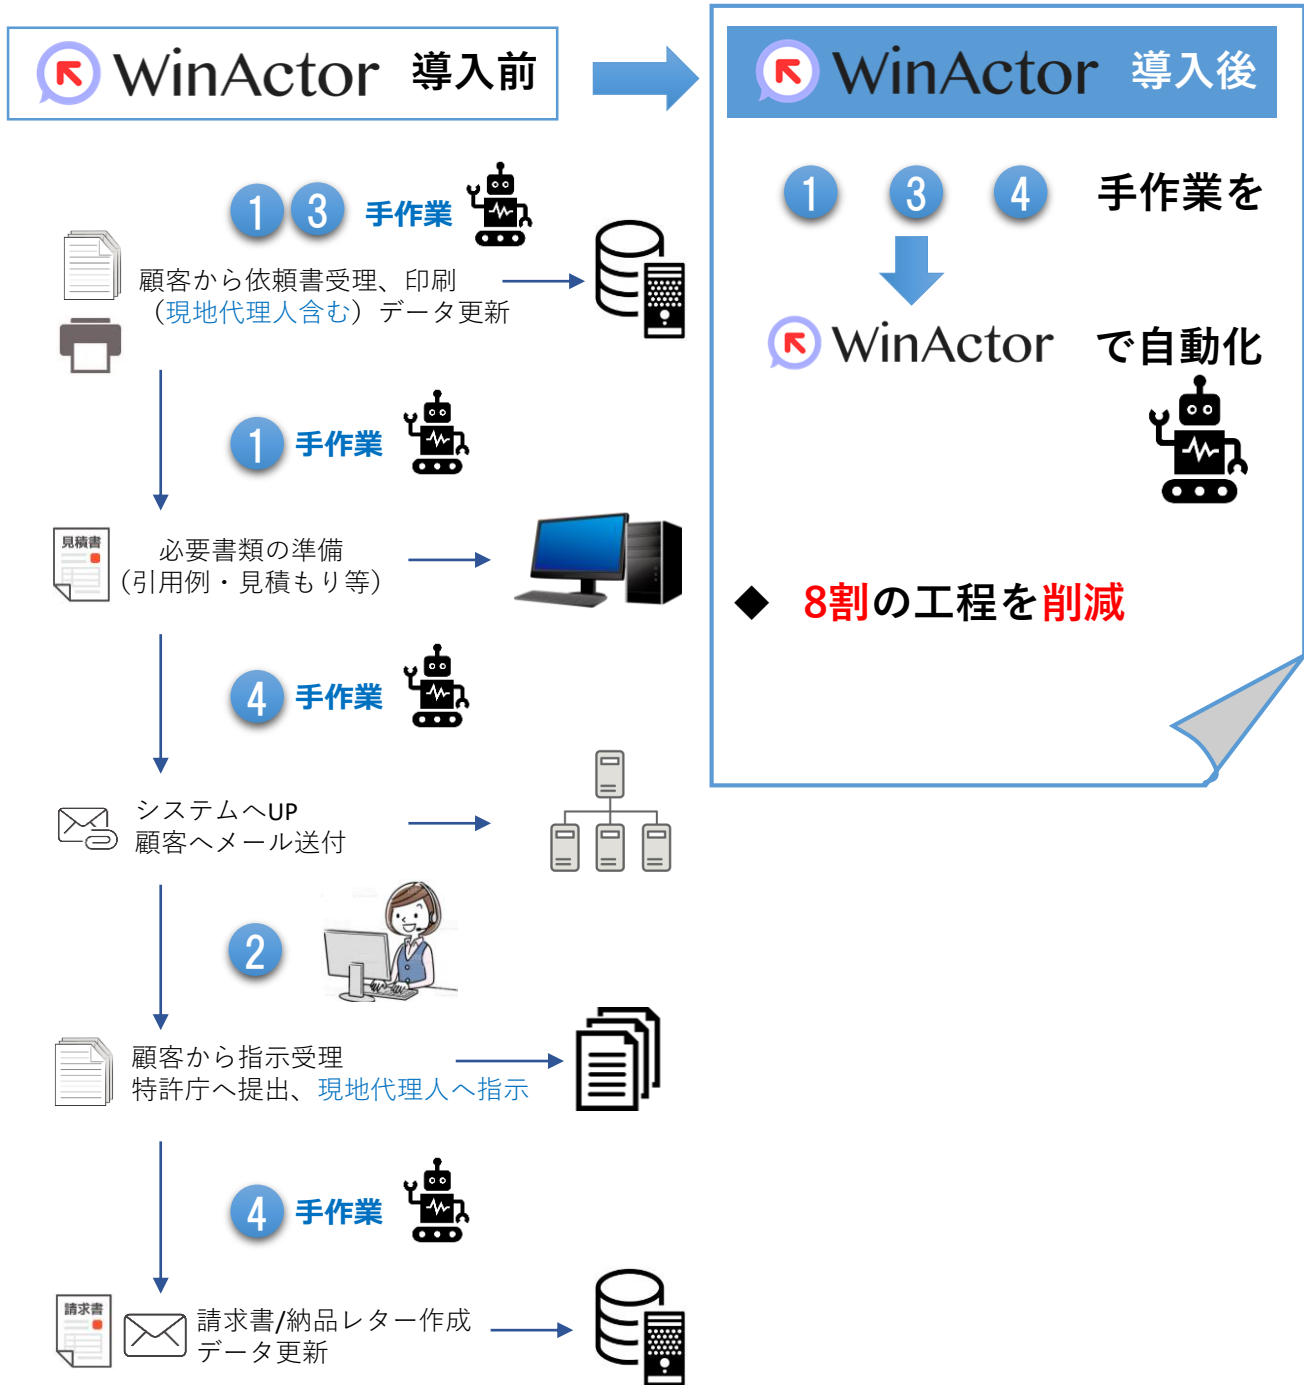 WinActor 導入前
①③ 手作業
顧客から依頼書受理、印刷
（現地代理人含む）データ更新
① 手作業
見積書
必要書類の準備
（引用例・見積もり等）
④ 手作業
システムへUP
顧客へメール送付
②
顧客から指示受理
特許庁へ提出、現地代理人へ指示
④ 手作業
請求書
請求書/納品レター作成
データ更新
WinActor 導入後
① ③ ④ 手作業を
WinActor で自動化
◆ 8割の工程を削減